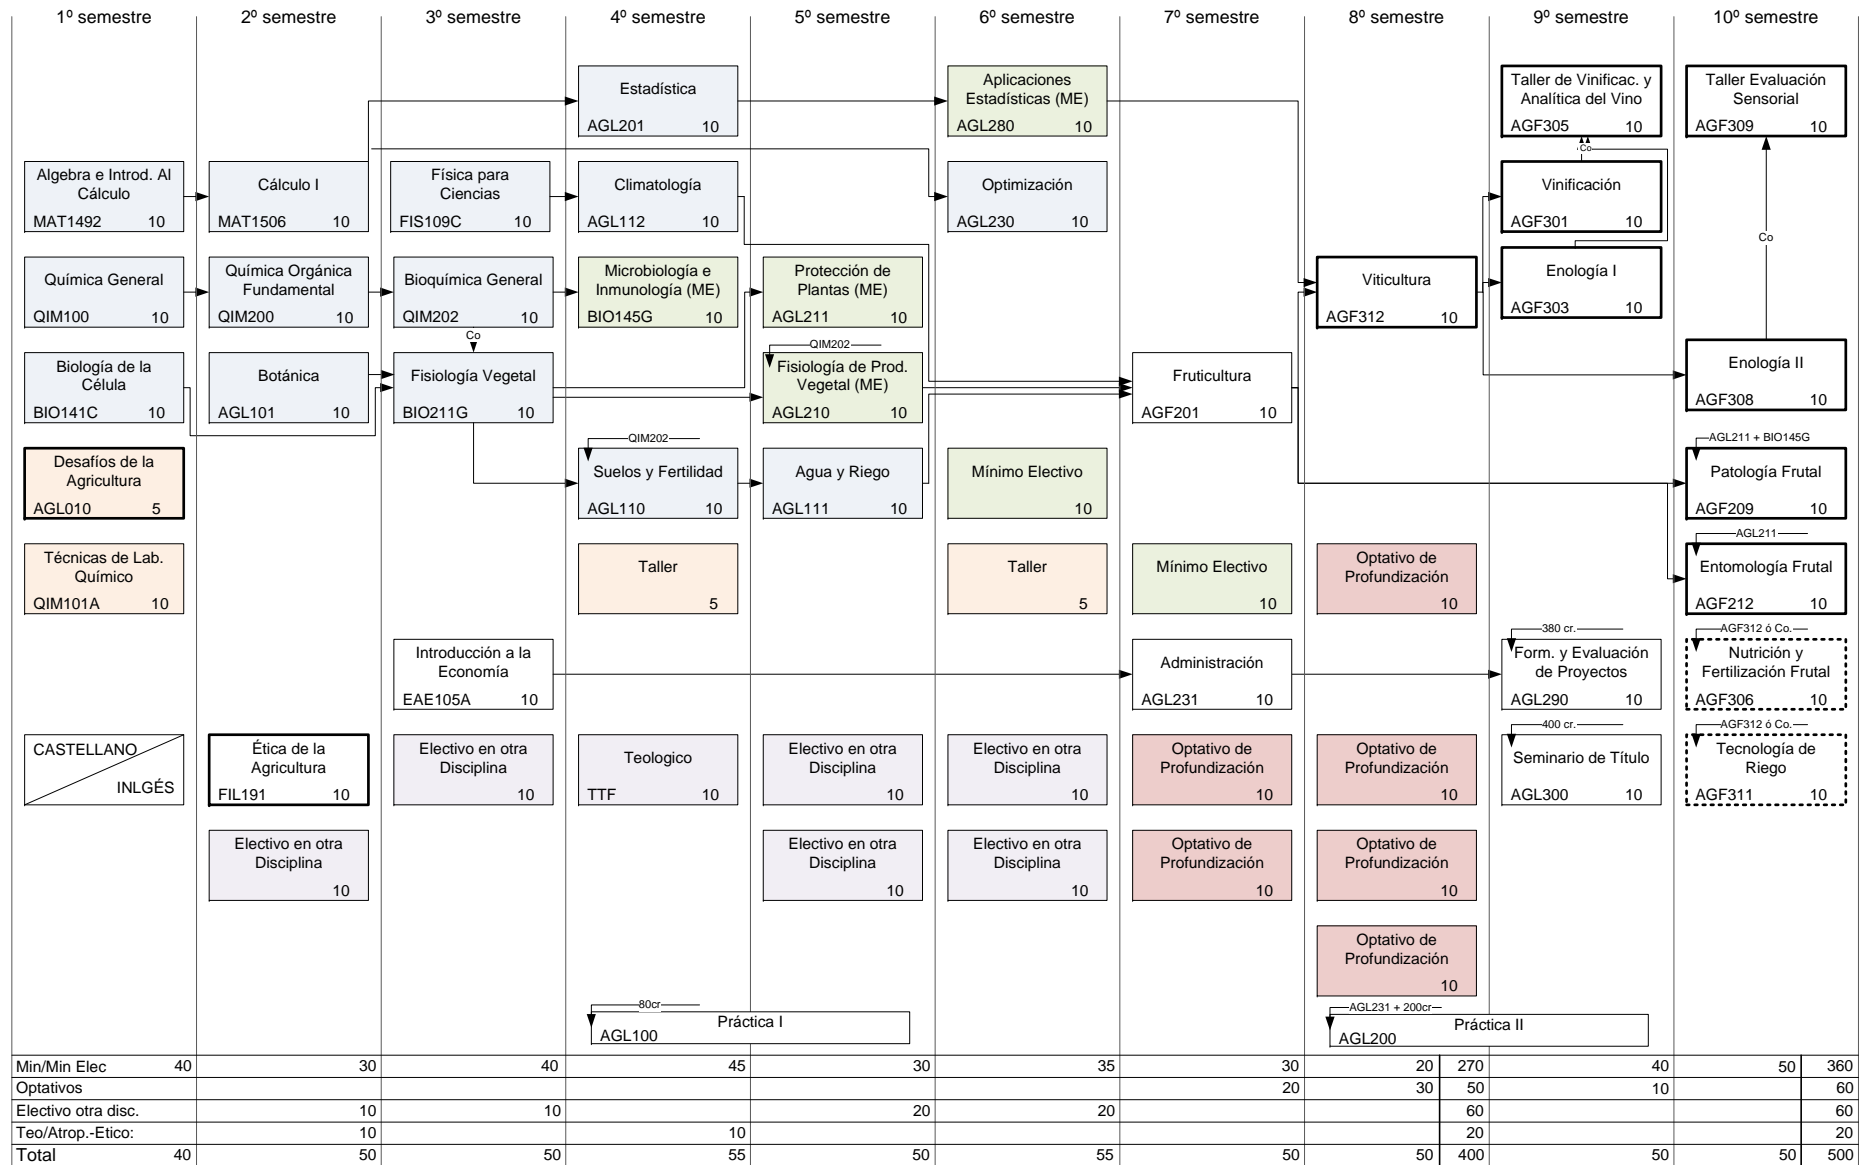 1º semestre
2º semestre
3º semestre
4º semestre
5º semestre
6º semestre
7º semestre
8º semestre
9º semestre
10º semestre
Estadística
AGL201 10
Aplicaciones
Estadísticas (ME)
AGL280 10
Taller de Vinificac. y
Analítica del Vino
AGF305 10
Taller Evaluación
Sensorial
AGF309 10
Co
Algebra e Introd. Al
Cálculo
MAT1492 10
Cálculo I
MAT1506 10
Física para
Ciencias
FIS109C 10
Climatología
AGL112 10
Optimización
AGL230 10
Vinificación
AGF301 10
Co
Química General
QIM100 10
Química Orgánica
Fundamental
QIM200 10
Bioquímica General
QIM202 10
Microbiología e
Inmunología (ME)
BIO145G 10
Protección de
Plantas (ME)
AGL211 10
Viticultura
AGF312 10
Enología I
AGF303 10
Co
QIM202
Biología de la
Célula
BIO141C 10
Botánica
AGL101 10
Fisiología Vegetal
BIO211G 10
Fisiología de Prod.
Vegetal (ME)
AGL210 10
Fruticultura
AGF201 10
Enología II
AGF308 10
QIM202
AGL211 + BIO145G
Desafíos de la
Agricultura
AGL010 5
Suelos y Fertilidad
AGL110 10
Agua y Riego
AGL111 10
Mínimo Electivo
10
Patología Frutal
AGF209 10
AGL211
Técnicas de Lab.
Químico
QIM101A 10
Taller
5
Taller
5
Mínimo Electivo
10
Optativo de
Profundización
10
Entomología Frutal
AGF212 10
380 cr.
AGF312 ó Co.
Introducción a la
Economía
EAE105A 10
Administración
AGL231 10
Form. y Evaluación
de Proyectos
AGL290 10
Nutrición y
Fertilización Frutal
AGF306 10
400 cr.
AGF312 ó Co.
CASTELLANO
INLGÉS
Ética de la
Agricultura
FIL191 10
Electivo en otra
Disciplina
10
Teologico
TTF 10
Electivo en otra
Disciplina
10
Electivo en otra
Disciplina
10
Optativo de
Profundización
10
Optativo de
Profundización
10
Seminario de Título
AGL300 10
Tecnología de
Riego
AGF311 10
Electivo en otra
Disciplina
10
Electivo en otra
Disciplina
10
Electivo en otra
Disciplina
10
Optativo de
Profundización
10
Optativo de
Profundización
10
Optativo de
Profundización
10
80cr
Práctica I
AGL100
AGL231 + 200cr
Práctica II
AGL200
Min/Min Elec 40 30 40 45 30 35 30 20 270 40 50 360
Optativos 20 30 50 10 60
Electivo otra disc. 10 10 20 20 60 60
Teo/Atrop.-Etico: 10 10 20 20
Total 40 50 50 55 50 55 50 50 400 50 50 500